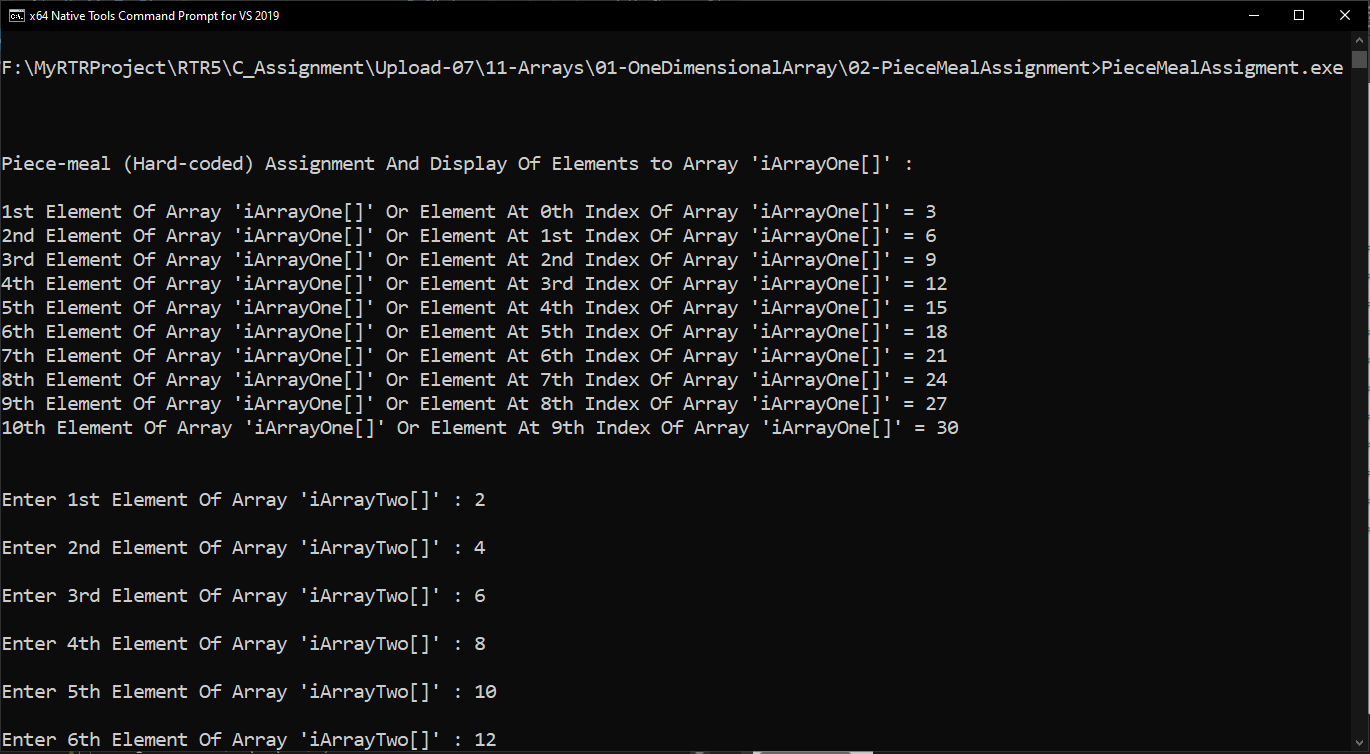 x64 Native Tools Command Prompt for VS 2019
F:\MyRTRProject\RTR5\C_Assignment\Upload-07\11-Arrays\01-OneDimensionalArray\02-PieceMealAssignment>PieceMealAssigment.exe
Piece-meal (Hard-coded) Assignment And Display Of Elements to Array 'iArrayOne[]' :
1st Element Of Array 'iArrayOne[]' Or Element At 0th Index Of Array 'iArrayOne[]' = 3
2nd Element Of Array 'iArrayOne[]' Or Element At 1st Index Of Array 'iArrayOne[]' = 6
3rd Element Of Array 'iArrayOne[]' Or Element At 2nd Index Of Array 'iArrayOne[]' = 9
4th Element Of Array 'iArrayOne[]' Or Element At 3rd Index Of Array 'iArrayOne[]' = 12
5th Element Of Array 'iArrayOne[]' Or Element At 4th Index Of Array 'iArrayOne[]' = 15
6th Element Of Array 'iArrayOne[]' Or Element At 5th Index Of Array 'iArrayOne[]' = 18
7th Element Of Array 'iArrayOne[]' Or Element At 6th Index Of Array 'iArrayOne[]' = 21
8th Element Of Array 'iArrayOne[]' Or Element At 7th Index Of Array 'iArrayOne[]' = 24
9th Element Of Array 'iArrayOne[]' Or Element At 8th Index Of Array 'iArrayOne[]' = 27
10th Element Of Array 'iArrayOne[]' Or Element At 9th Index Of Array 'iArrayOne[]' = 30
Enter 1st Element Of Array 'iArrayTwo[]' : 2
Enter 2nd Element Of Array 'iArrayTwo[]' : 4
Enter 3rd Element Of Array 'iArrayTwo[]' : 6
Enter 4th Element Of Array 'iArrayTwo[]' : 8
Enter 5th Element Of Array 'iArrayTwo[]' : 10
Enter 6th Element Of Array 'iArrayTwo[]' : 12